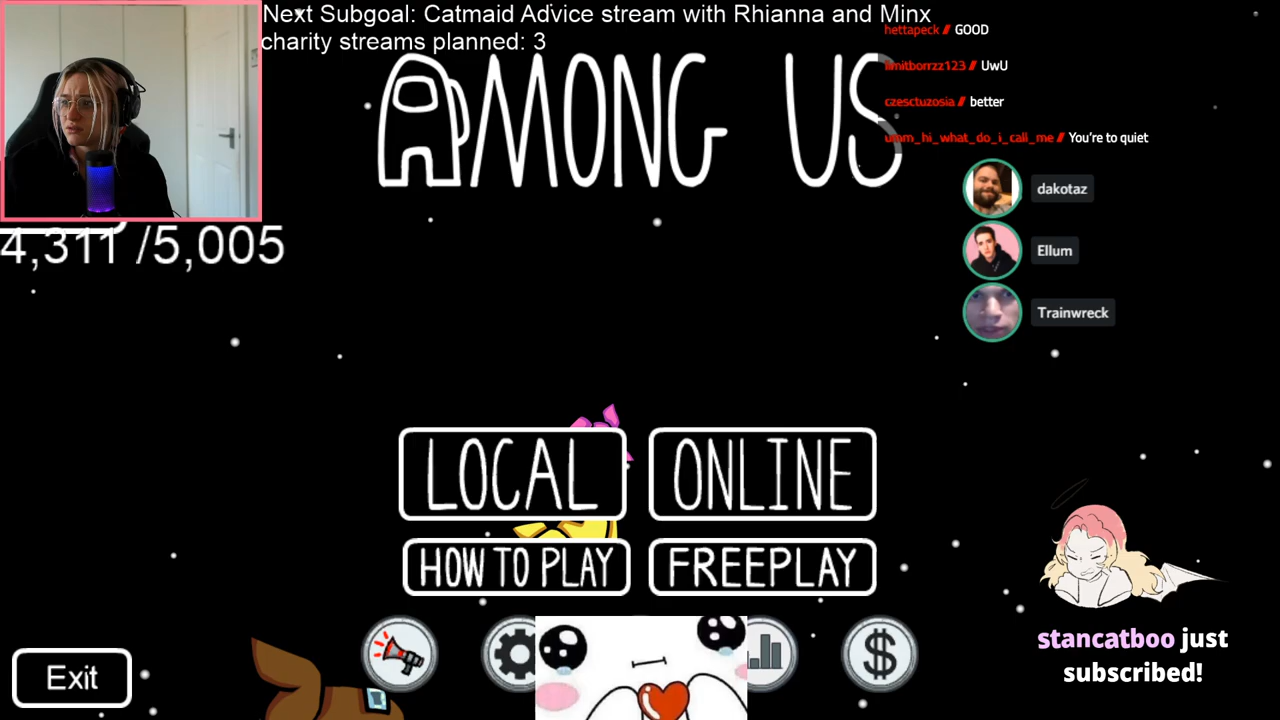 Next Subgoal: Catmaid Advice stream with Rhianna and Minx
charity streams planned: 3
hettapeck // GOOD
UwU
czesctuzosia // better
umm_hi_what_do_i_call_me // You're to quiet
AMONG US
dakotaz
4,311 /5,005
Ellum
Trainwreck
LOCAL
ONLINE
HOW TO PLAY
FREEPLAY
$
stancatboo just
subscribed!
Exit